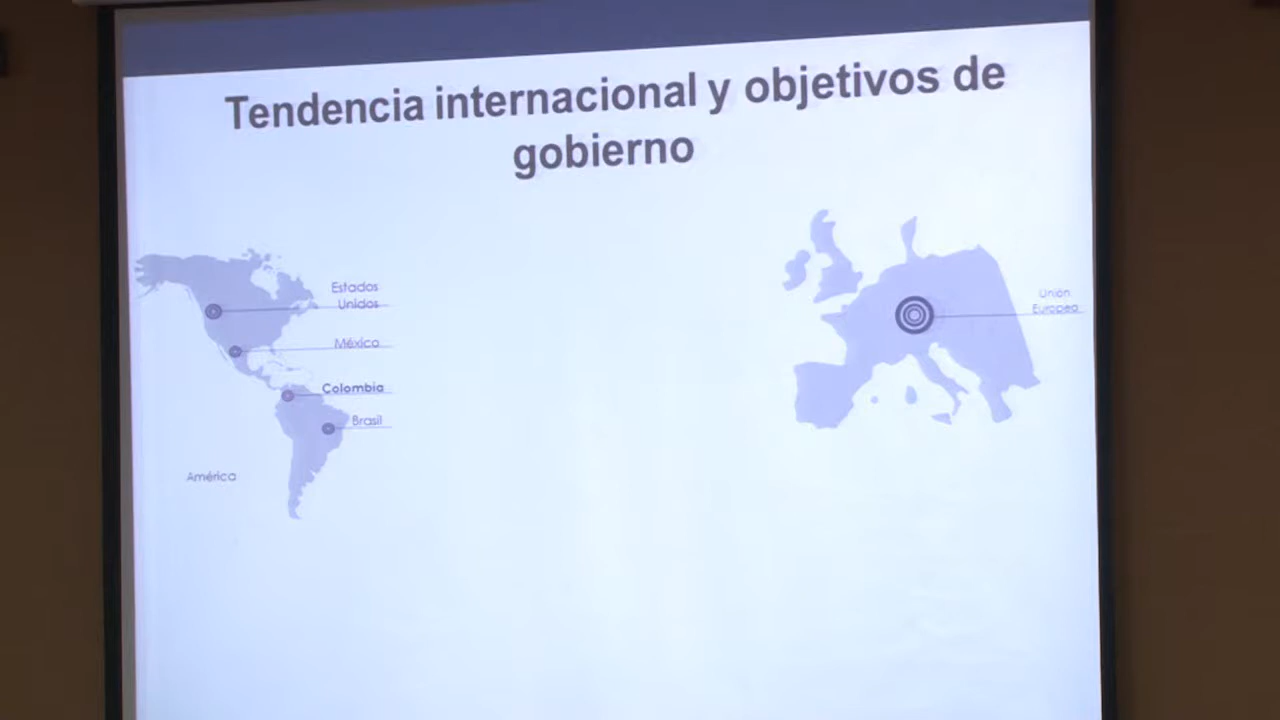 Tendencia internacional y objetivos de
gobierno
Estados
Unidos
México
Colombia
Brasil
América
Unión
Europea